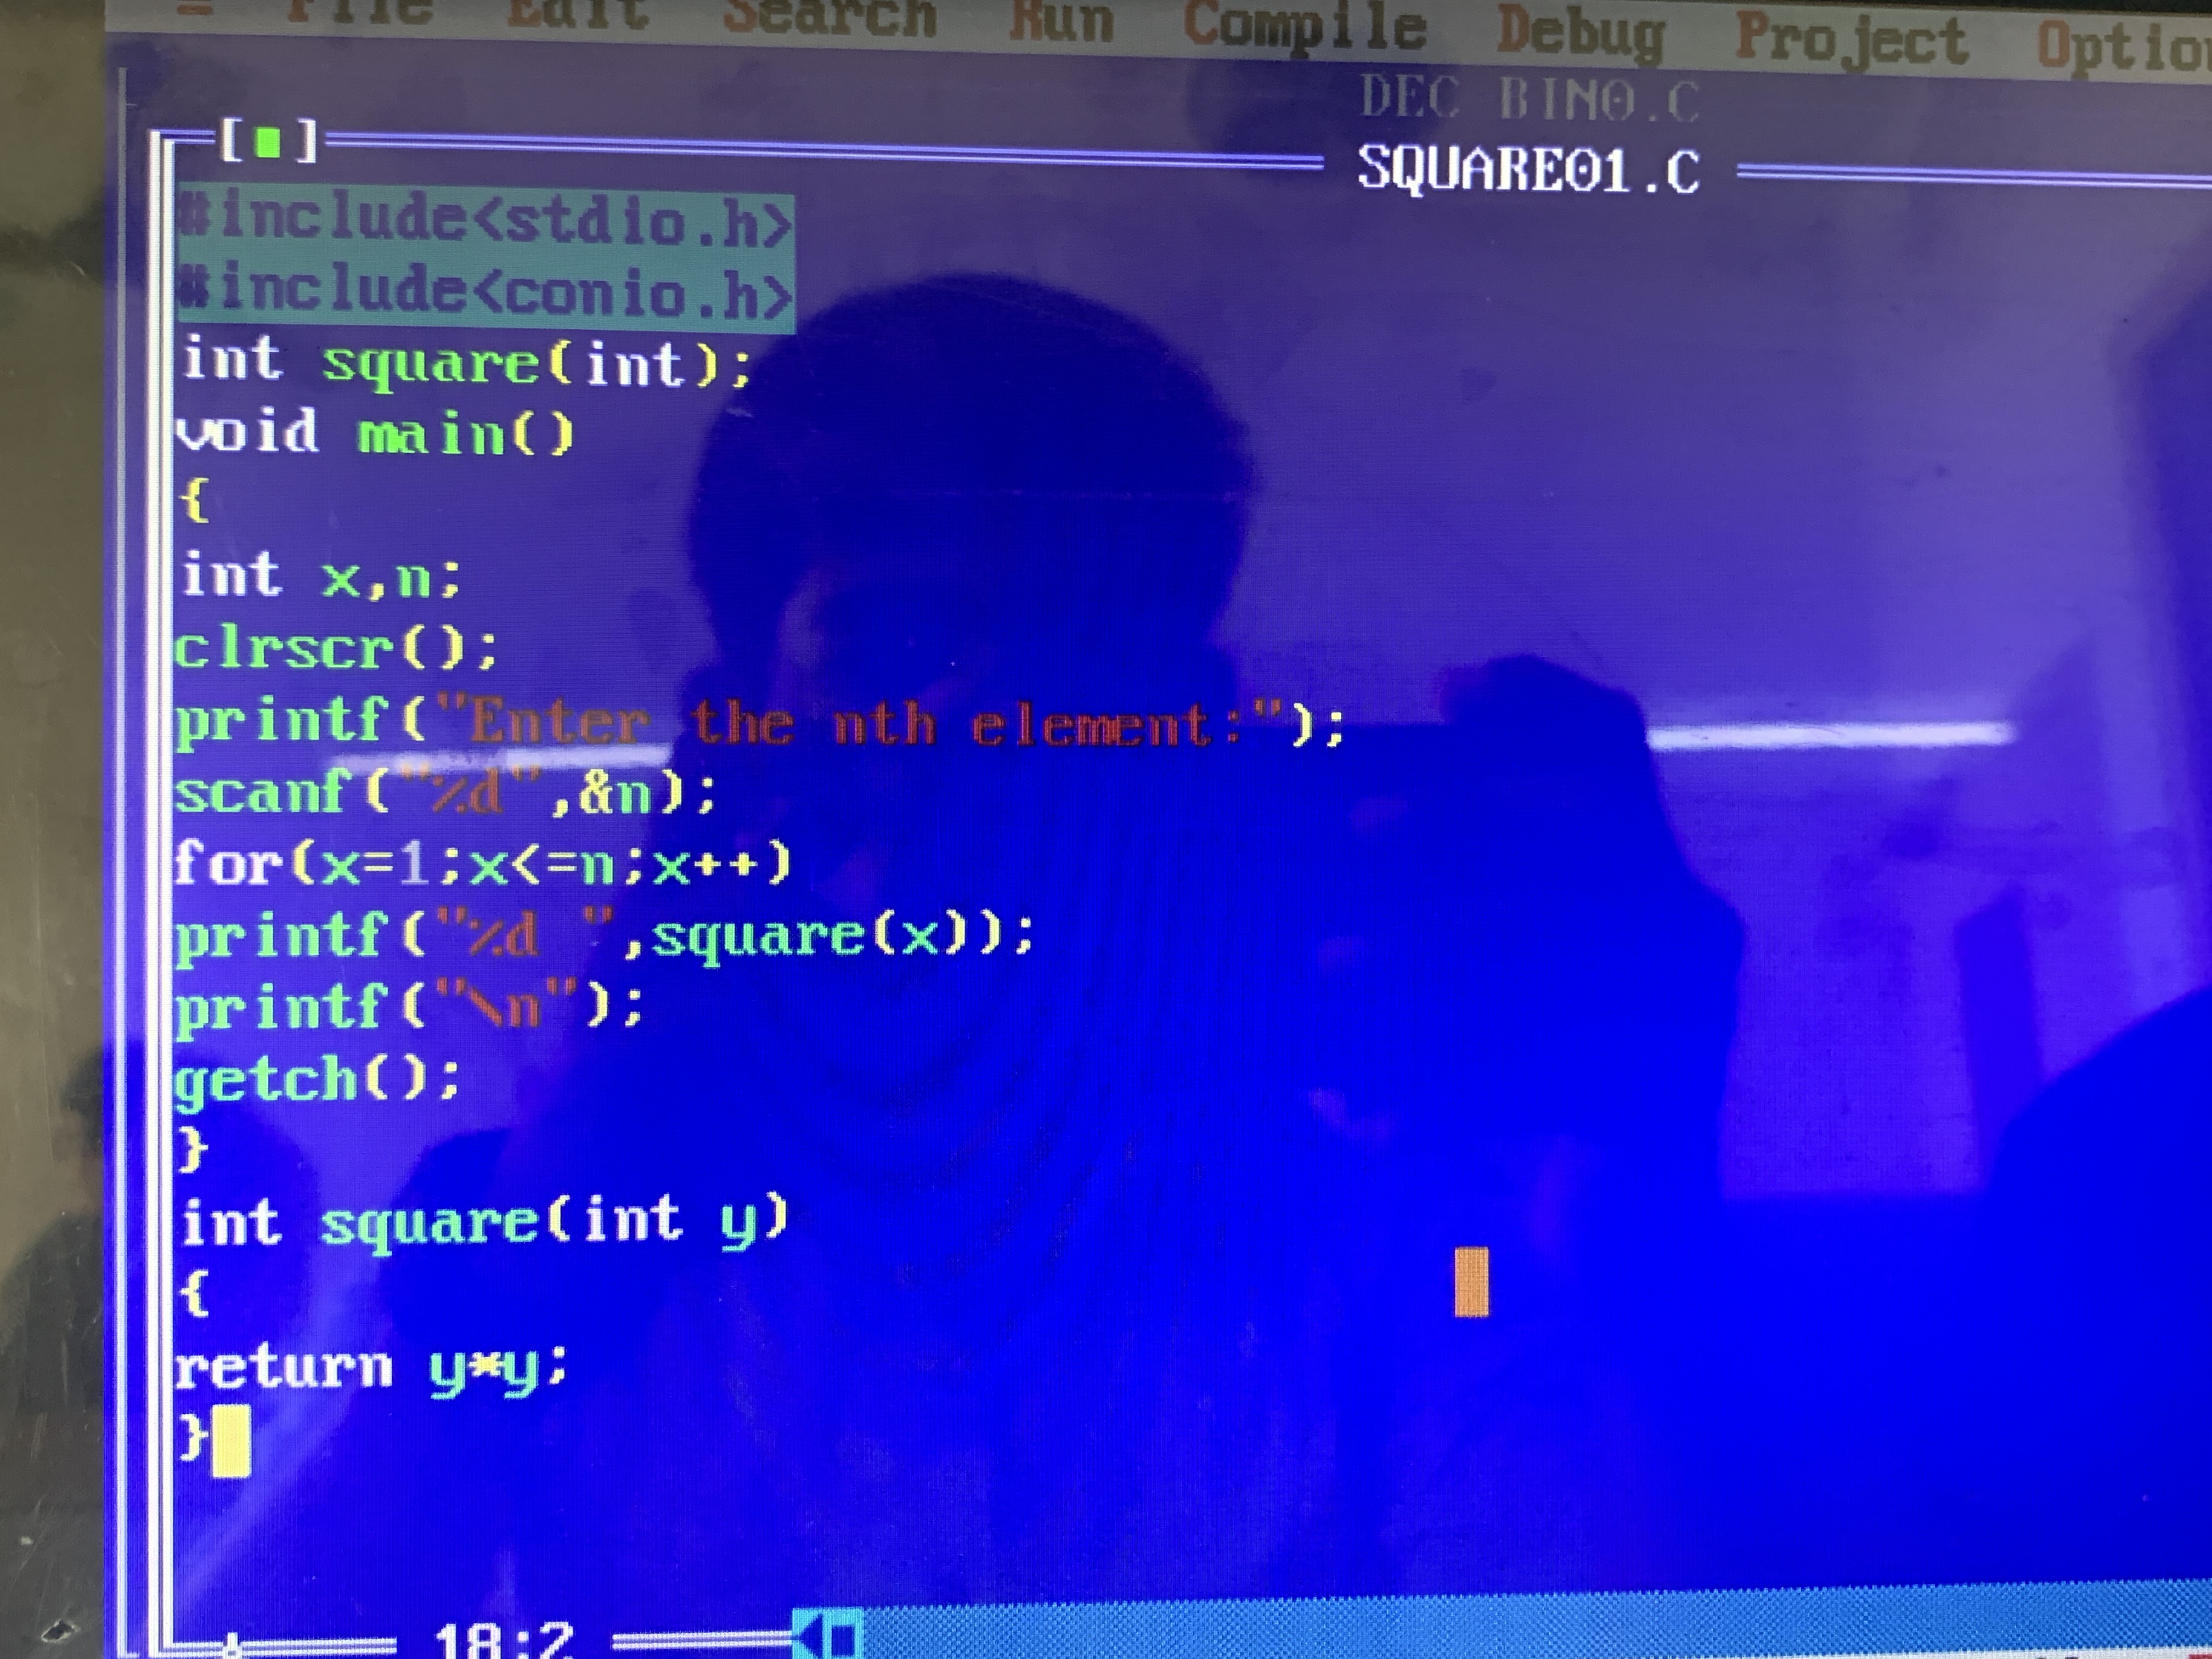 ≡ File Edit Search Run Compile Debug Project Optio
DEC BINO.C
[■] SQUARE01.C
#include<stdio.h>
#include<conio.h>
int square(int);
void main()
{
int x,n;
clrscr();
printf("Enter the nth element:");
scanf("%d",&n);
for(x=1;x<=n;x++)
printf("%d ",square(x));
printf("\n");
getch();
}
int square(int y)
{
return y*y;
}
18:2